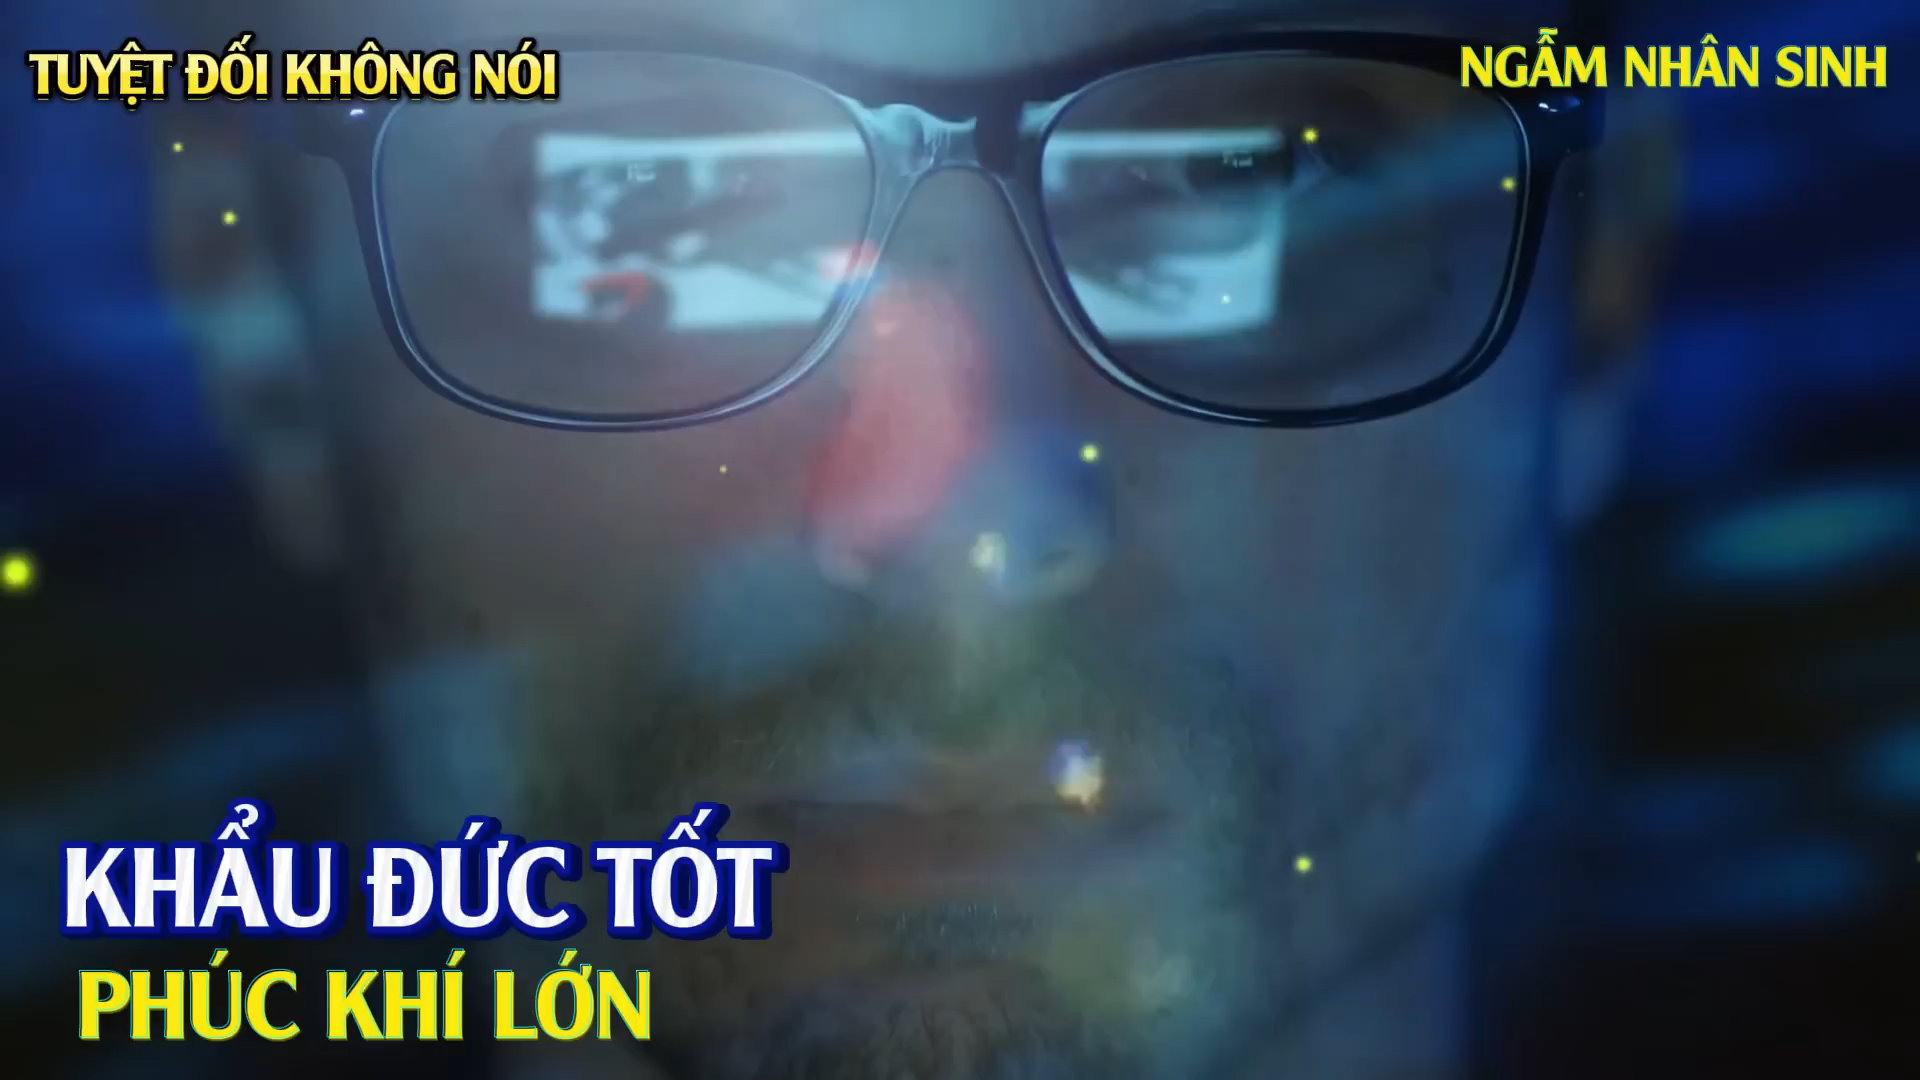 TUYỆT ĐỐI KHÔNG NÓI
NGẪM NHÂN SINH
KHẨU ĐỨC TỐT
PHÚC KHÍ LỚN